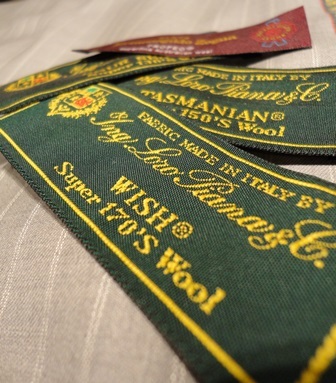 FABRIC MADE IN ITALY BY
Ing. Loro Piana & C.
TASMANIAN®
150'S Wool
FABRIC MADE IN ITALY BY
Ing. Loro Piana & C.
WISH®
Super 170'S Wool